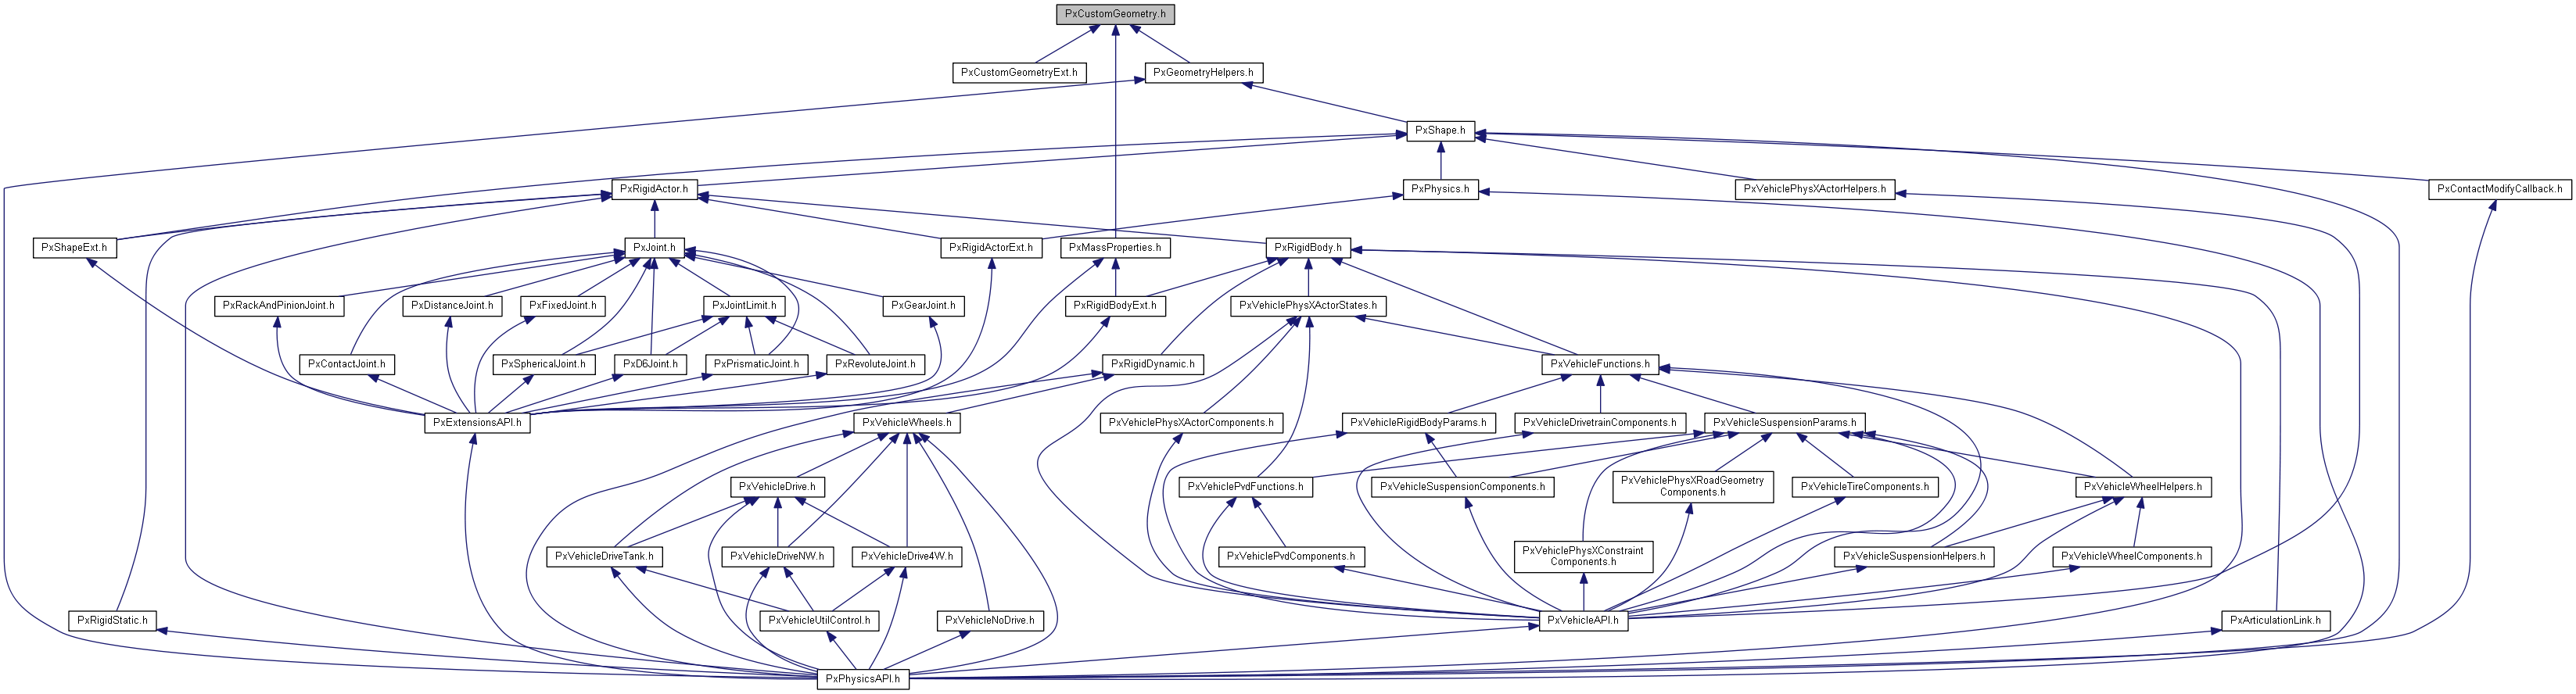 PxCustomGeometry.h
PxCustomGeometryExt.h
PxGeometryHelpers.h
PxShape.h
PxRigidActor.h
PxPhysics.h
PxVehiclePhysXActorHelpers.h
PxContactModifyCallback.h
PxShapeExt.h
PxJoint.h
PxRigidActorExt.h
PxMassProperties.h
PxRigidBody.h
PxRackAndPinionJoint.h
PxDistanceJoint.h
PxFixedJoint.h
PxJointLimit.h
PxGearJoint.h
PxRigidBodyExt.h
PxVehiclePhysXActorStates.h
PxContactJoint.h
PxSphericalJoint.h
PxD6Joint.h
PxPrismaticJoint.h
PxRevoluteJoint.h
PxRigidDynamic.h
PxVehicleFunctions.h
PxExtensionsAPI.h
PxVehicleWheels.h
PxVehiclePhysXActorComponents.h
PxVehicleRigidBodyParams.h
PxVehicleDrivetrainComponents.h
PxVehicleSuspensionParams.h
PxVehicleDrive.h
PxVehiclePvdFunctions.h
PxVehicleSuspensionComponents.h
PxVehiclePhysXRoadGeometry
Components.h
PxVehicleTireComponents.h
PxVehicleWheelHelpers.h
PxVehicleDriveTank.h
PxVehicleDriveNW.h
PxVehicleDrive4W.h
PxVehiclePvdComponents.h
PxVehiclePhysXConstraint
Components.h
PxVehicleSuspensionHelpers.h
PxVehicleWheelComponents.h
PxRigidStatic.h
PxVehicleUtilControl.h
PxVehicleNoDrive.h
PxVehicleAPI.h
PxArticulationLink.h
PxPhysicsAPI.h